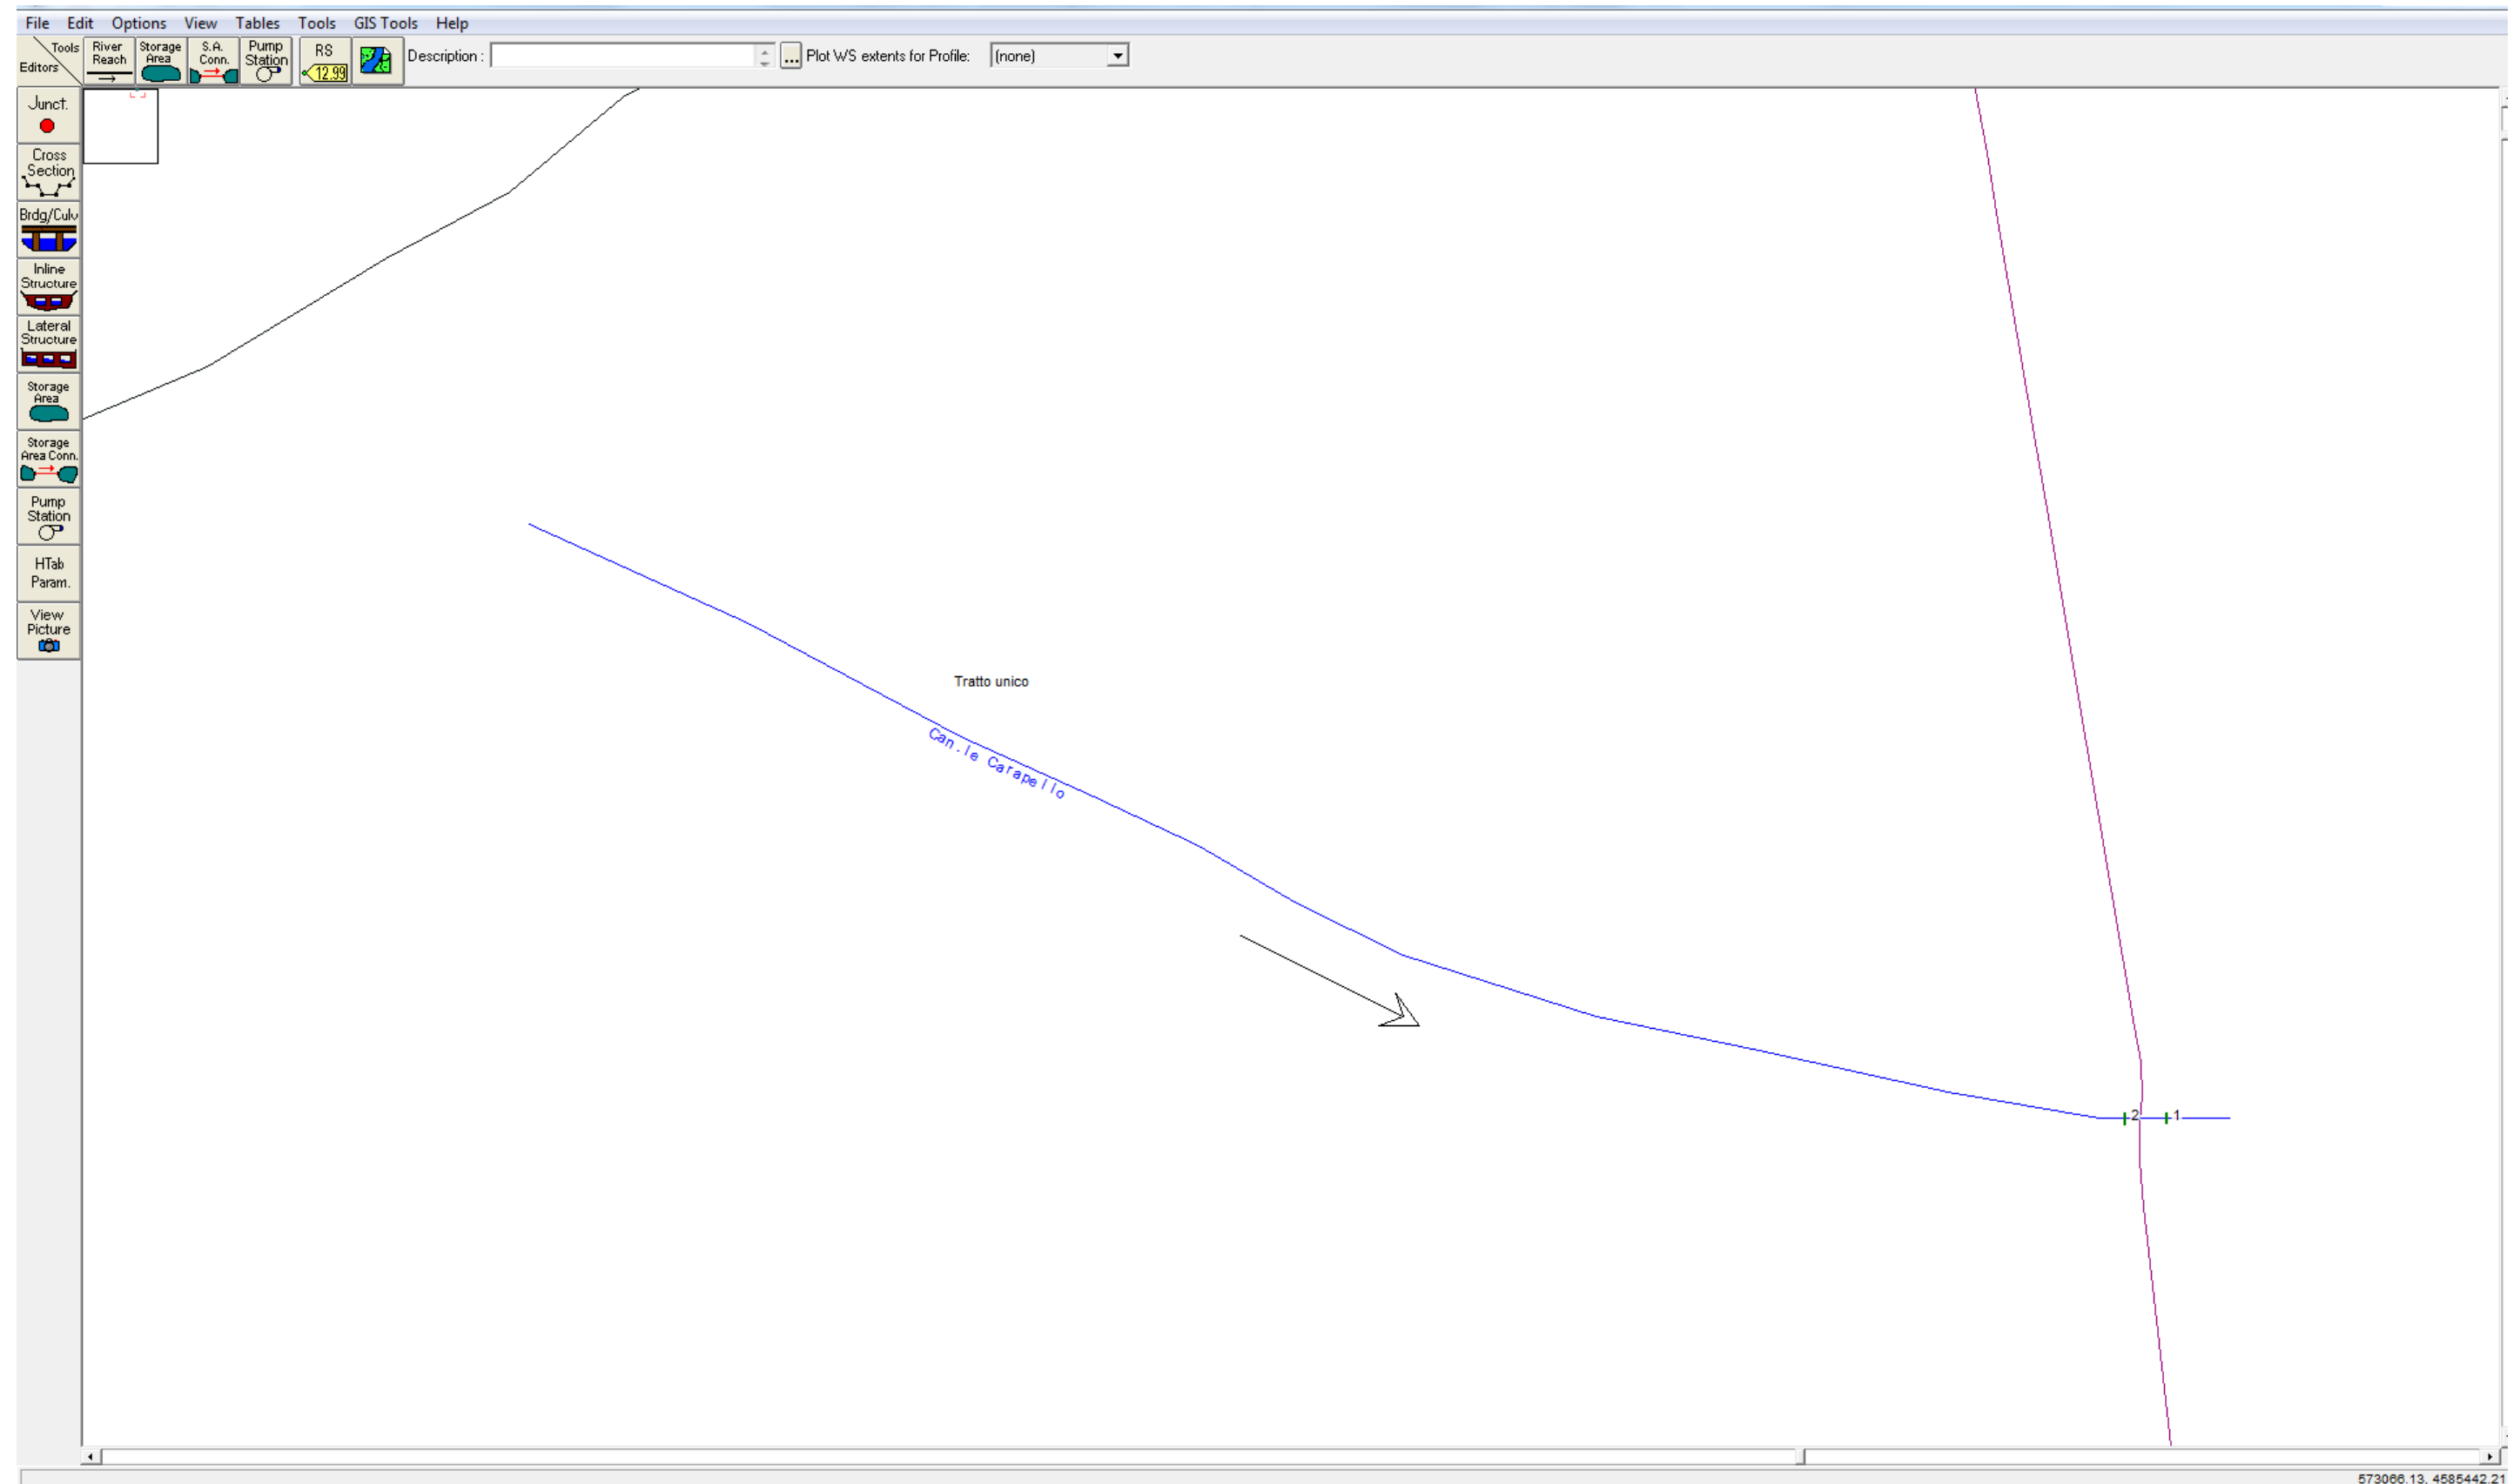 File Edit Options View Tables Tools GIS Tools Help
Tools
Editors
River
Reach
Storage
Area
S.A.
Conn.
Pump
Station
RS
12.99
Description :
...
Plot WS extents for Profile:
(none)
Junct.
Cross
Section
Brdg/Culv
Inline
Structure
Lateral
Structure
Storage
Area
Storage
Area Conn.
Pump
Station
HTab
Param.
View
Picture
Tratto unico
Can.le Carapello
2 1
573066.13, 4585442.21